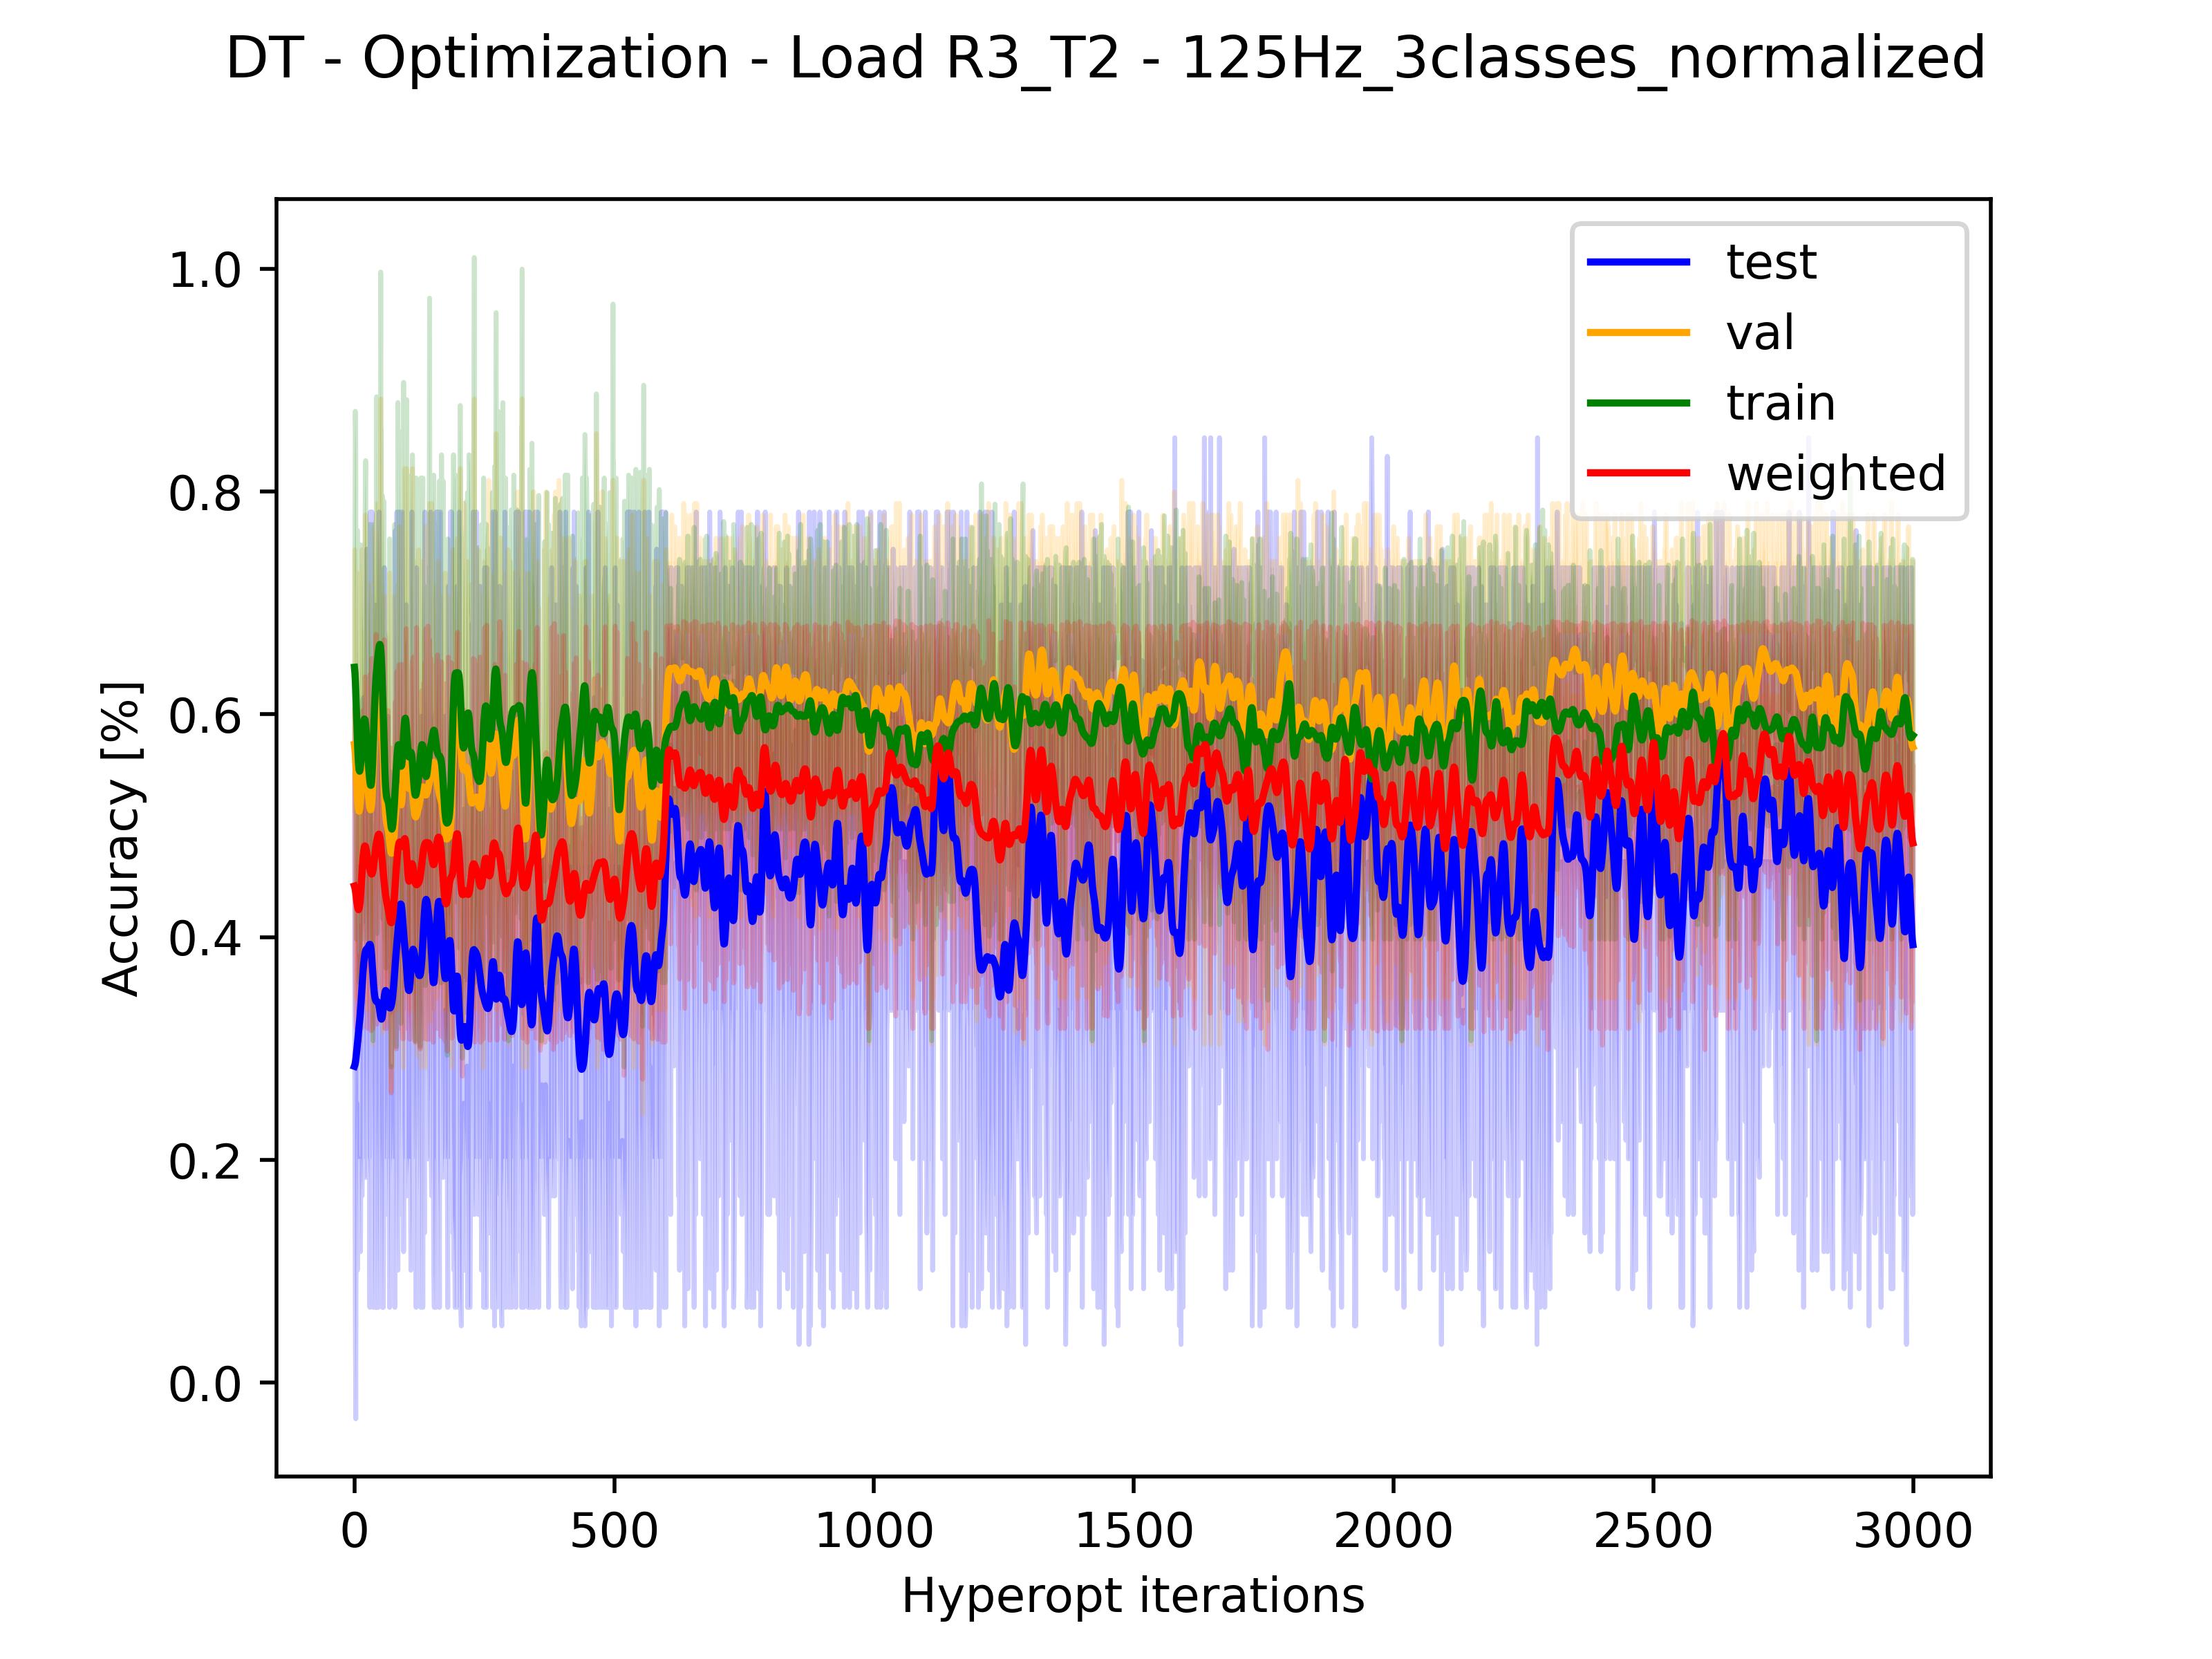 DT - Optimization - Load R3_T2 - 125Hz_3classes_normalized
test
val
train
weighted
Accuracy [%]
1.0
0.8
0.6
0.4
0.2
0.0
0 500 1000 1500 2000 2500 3000
Hyperopt iterations